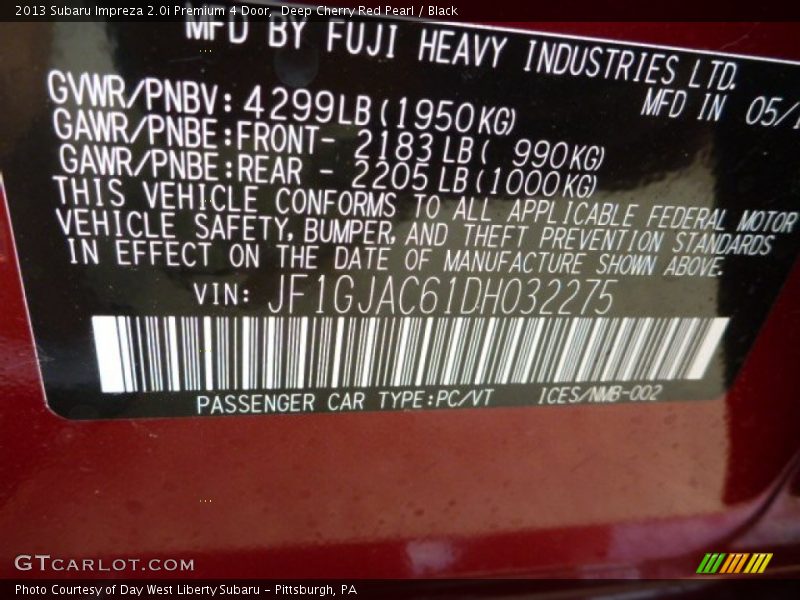 2013 Subaru Impreza 2.0i Premium 4 Door, Deep Cherry Red Pearl / Black
MFD BY FUJI HEAVY INDUSTRIES LTD.
MFD IN 05/1
GVWR/PNBV: 4299LB(1950KG)
GAWR/PNBE:FRONT- 2183LB( 990KG)
GAWR/PNBE:REAR - 2205LB(1000KG)
THIS VEHICLE CONFORMS TO ALL APPLICABLE FEDERAL MOTOR
VEHICLE SAFETY, BUMPER, AND THEFT PREVENTION STANDARDS
IN EFFECT ON THE DATE OF MANUFACTURE SHOWN ABOVE.
VIN: JF1GJAC61DH032275
PASSENGER CAR TYPE:PC/VT ICES/NMB-002
GTCARLOT.COM
Photo Courtesy of Day West Liberty Subaru - Pittsburgh, PA